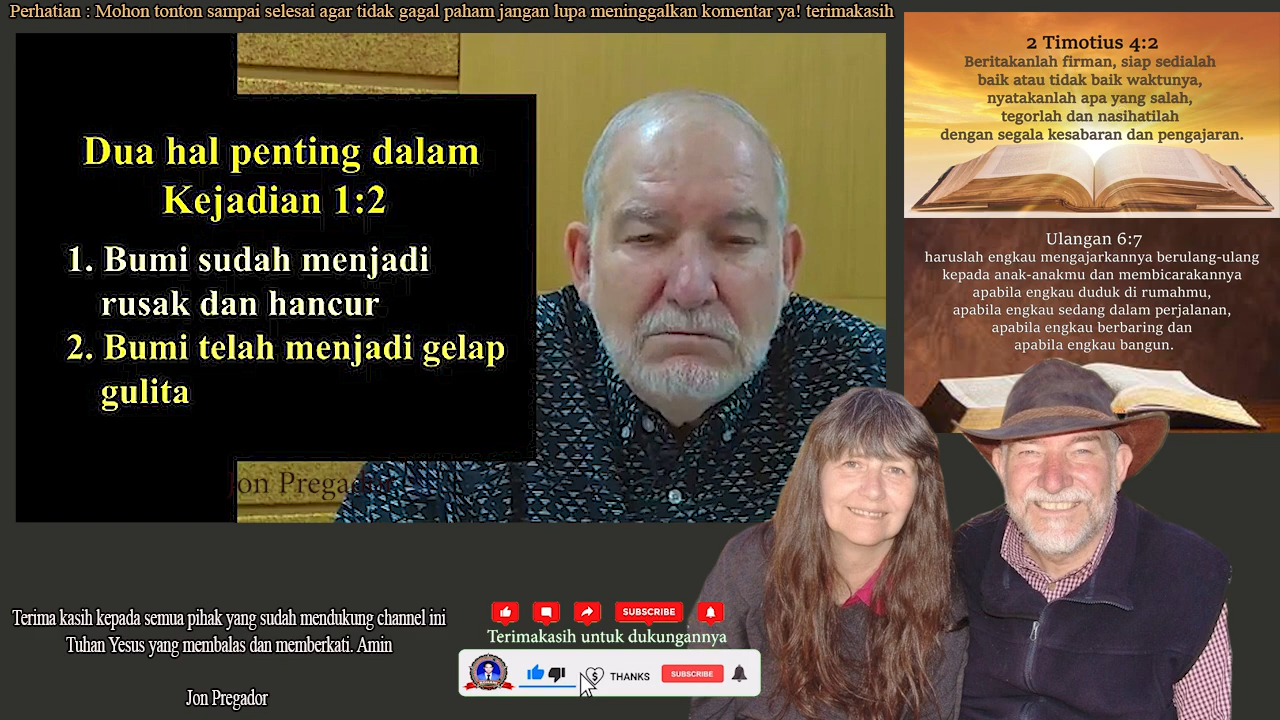 Perhatian : Mohon tonton sampai selesai agar tidak gagal paham jangan lupa meninggalkan komentar ya! terimakasih
Dua hal penting dalam
Kejadian 1:2
1. Bumi sudah menjadi
rusak dan hancur
2. Bumi telah menjadi gelap
gulita
Jon Pregador
2 Timotius 4:2
Beritakanlah firman, siap sedialah
baik atau tidak baik waktunya,
nyatakanlah apa yang salah,
tegorlah dan nasihatilah
dengan segala kesabaran dan pengajaran.
Ulangan 6:7
haruslah engkau mengajarkannya berulang-ulang
kepada anak-anakmu dan membicarakannya
apabila engkau duduk di rumahmu,
apabila engkau sedang dalam perjalanan,
apabila engkau berbaring dan
apabila engkau bangun.
Terima kasih kepada semua pihak yang sudah mendukung channel ini
Tuhan Yesus yang membalas dan memberkati. Amin
Jon Pregador
SUBSCRIBE
Terimakasih untuk dukungannya
THANKS
SUBSCRIBE